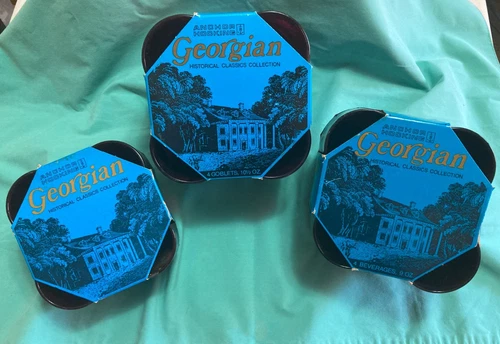 ANCHOR
HOCKING
Georgian
HISTORICAL CLASSICS COLLECTION
4 GOBLETS, 10½ OZ
ANCHOR
HOCKING
Georgian
HISTORICAL CLASSICS COLLECTION
ANCHOR
HOCKING
Georgian
HISTORICAL CLASSICS COLLECTION
BEVERAGES, 9 OZ